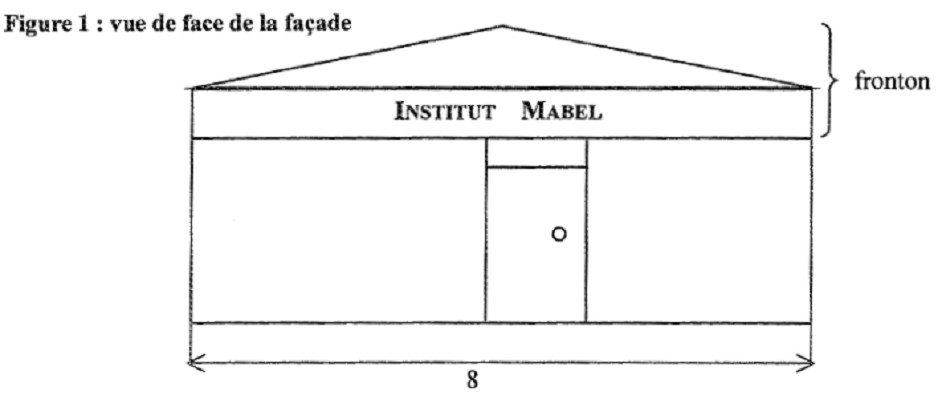 Figure 1 : vue de face de la façade
fronton
INSTITUT MABEL
8